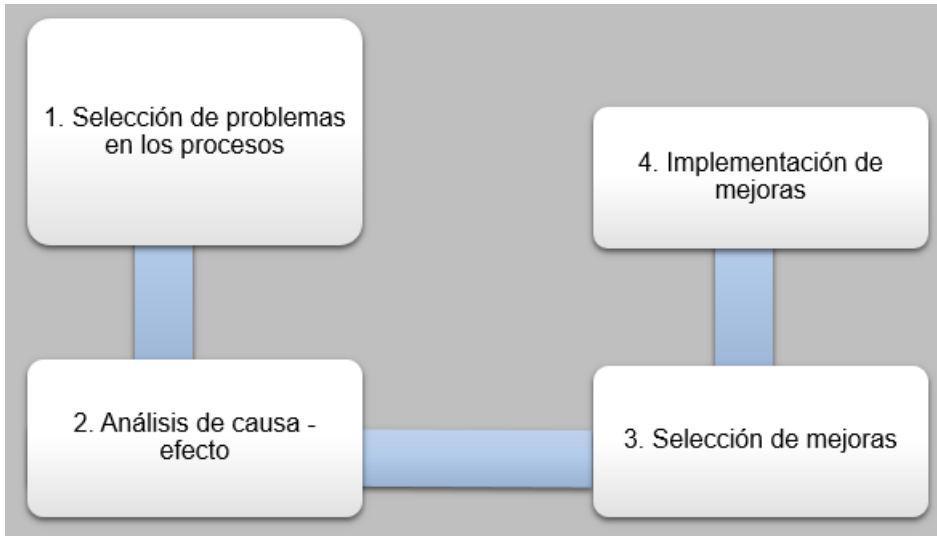 1. Selección de problemas
en los procesos
2. Análisis de causa -
efecto
3. Selección de mejoras
4. Implementación de
mejoras